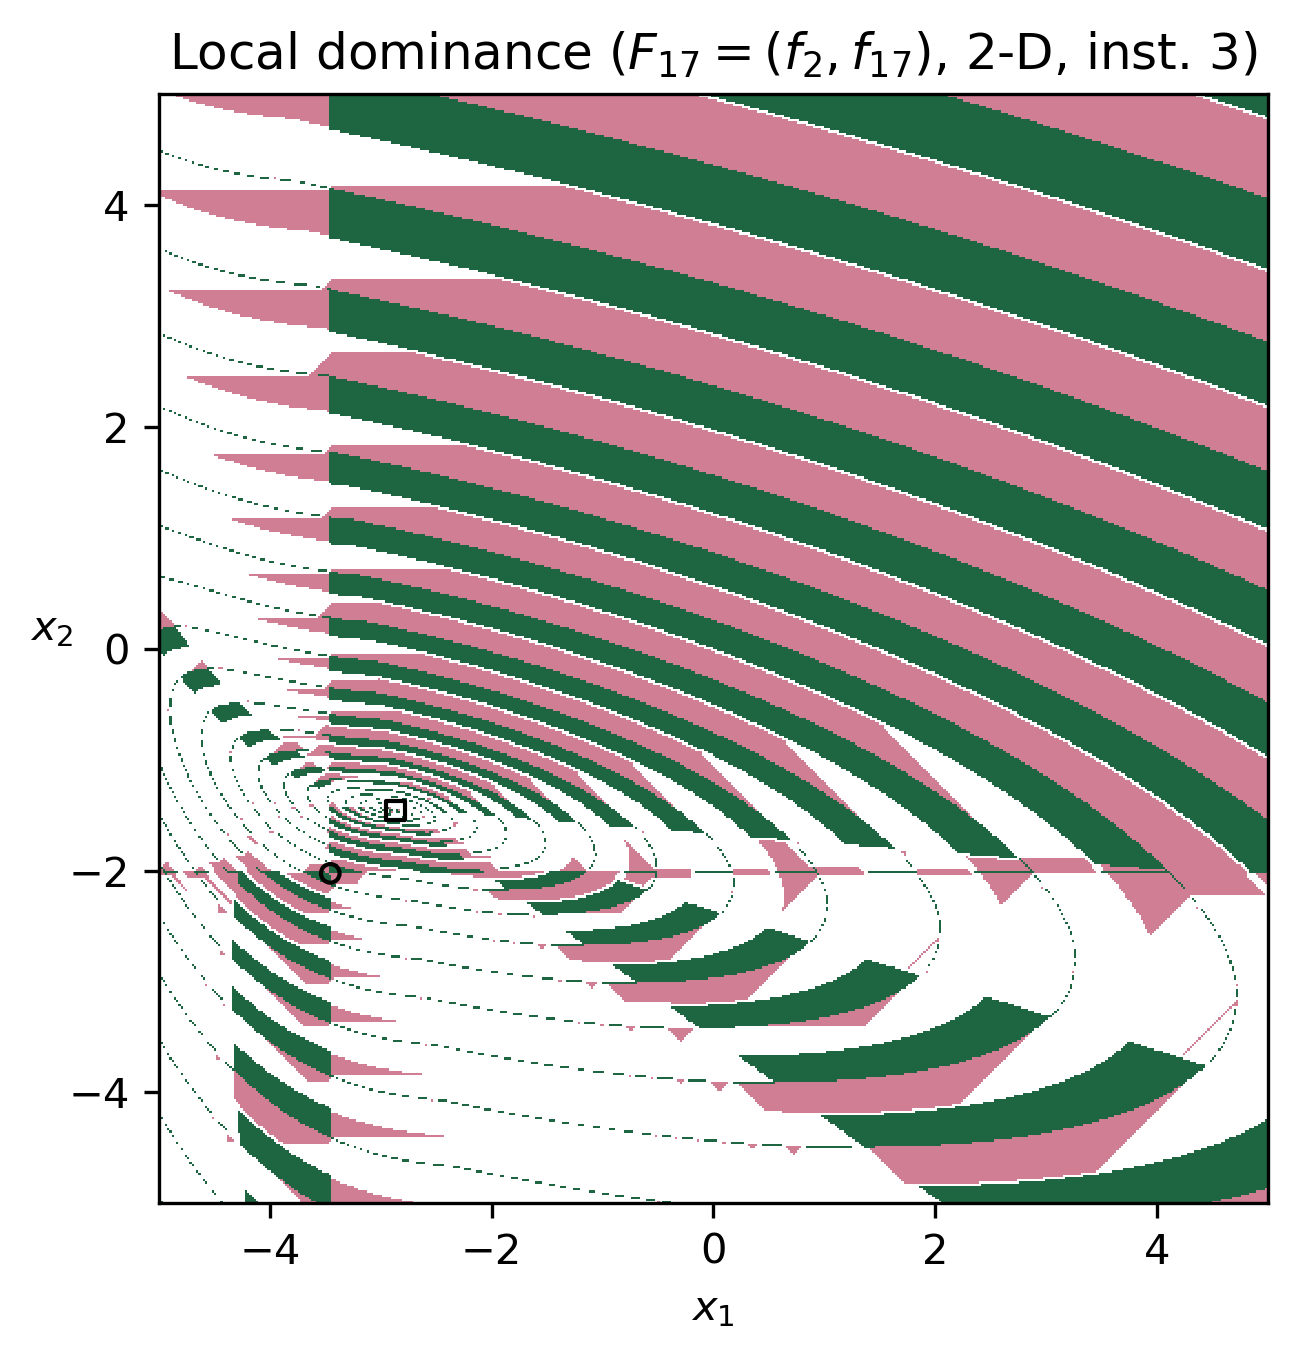 Local dominance (F₁₇ = (f₂, f₁₇), 2-D, inst. 3)
4
2
x₂
0
−2
−4
−4 −2 0 2 4
x₁